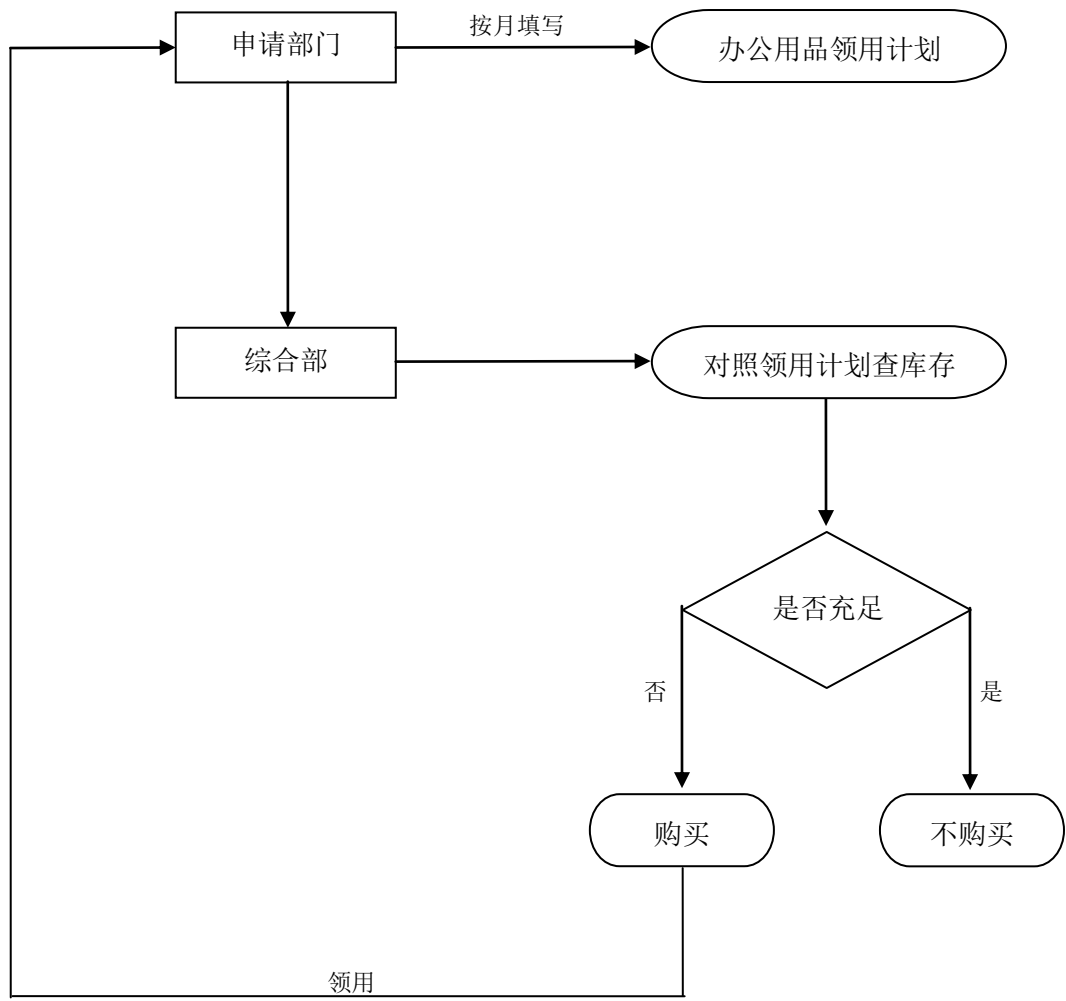 申请部门
按月填写
办公用品领用计划
综合部
对照领用计划查库存
是否充足
否
是
购买
不购买
领用